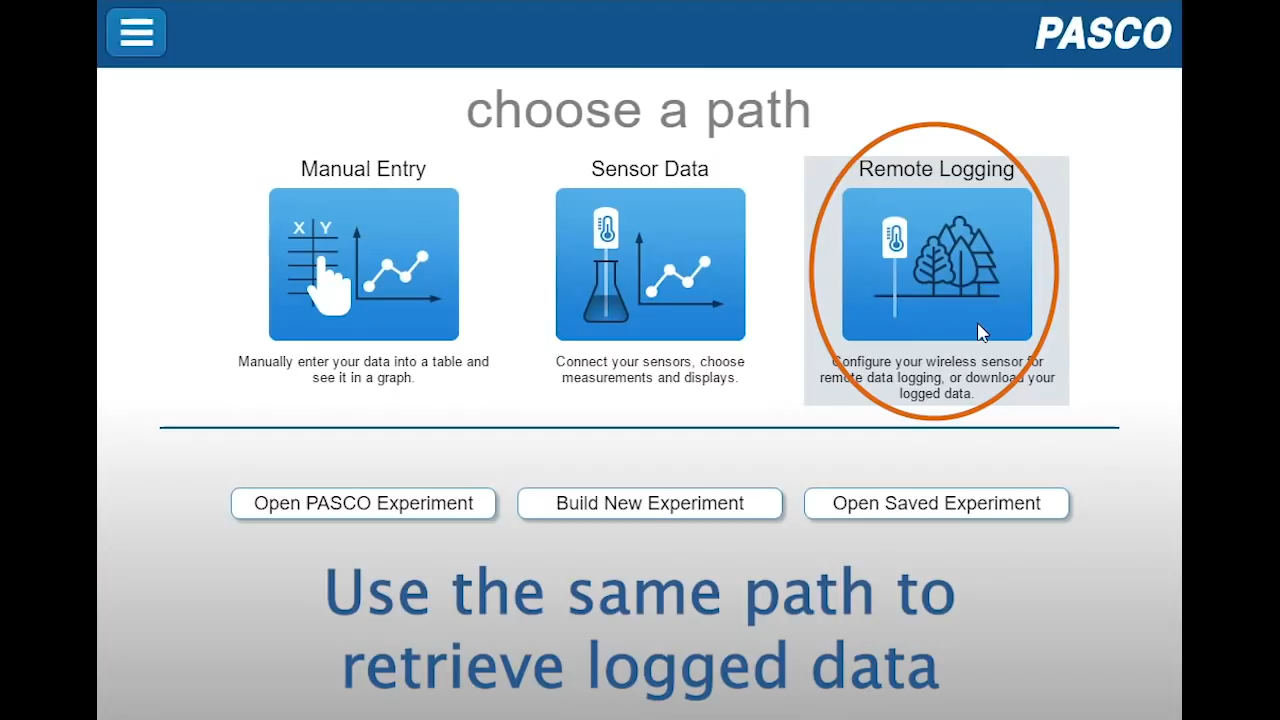 PASCO
choose a path
Manual Entry
Sensor Data
Remote Logging
X Y
Manually enter your data into a table and
see it in a graph.
Connect your sensors, choose
measurements and displays.
Configure your wireless sensor for
remote data logging, or download your
logged data.
Open PASCO Experiment
Build New Experiment
Open Saved Experiment
Use the same path to
retrieve logged data